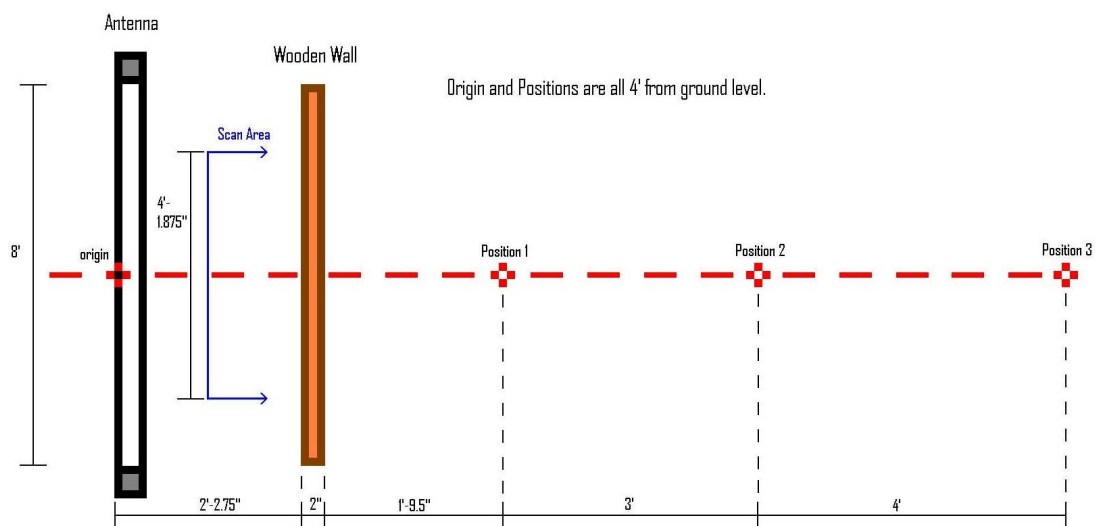 Antenna
Wooden Wall
Origin and Positions are all 4' from ground level.
Scan Area
4'-
1.875"
8'
origin
Position 1
Position 2
Position 3
2'-2.75"
2"
1'-9.5"
3'
4'